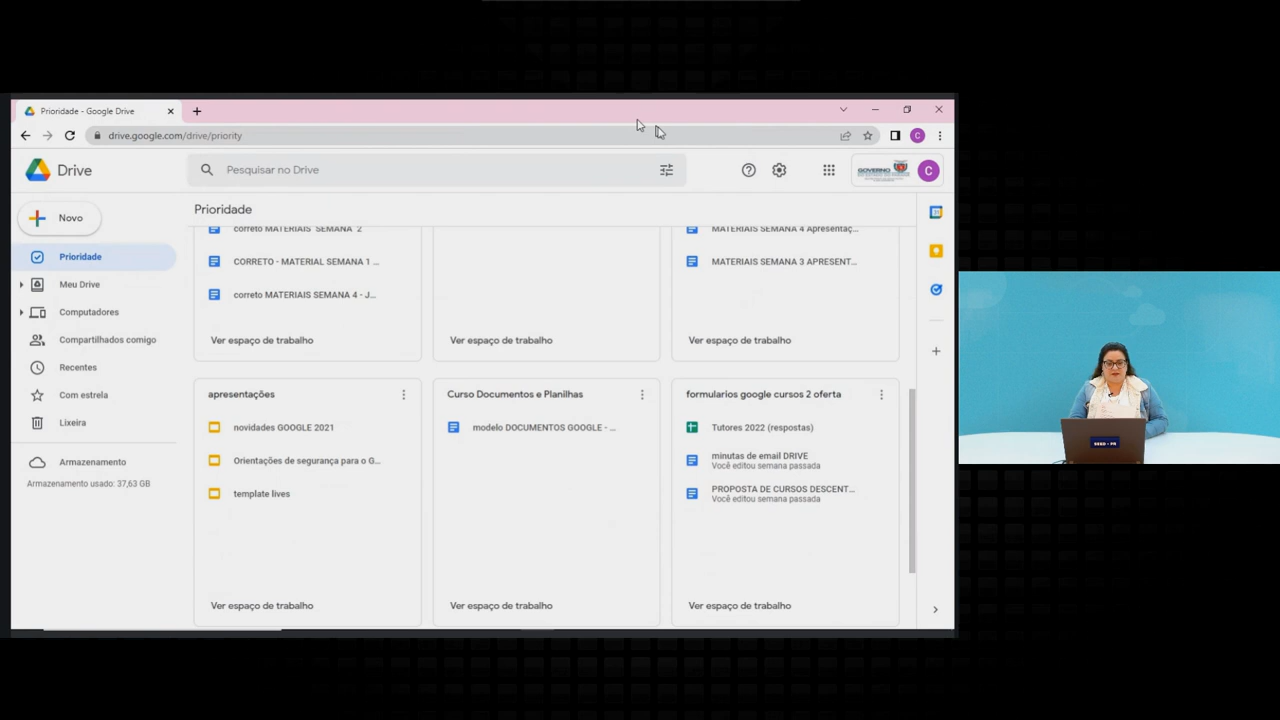 Prioridade - Google Drive
drive.google.com/drive/priority
Drive
Pesquisar no Drive
GOVERNO
C
C
Novo
Prioridade
Meu Drive
Computadores
Compartilhados comigo
Recentes
Com estrela
Lixeira
Armazenamento
Armazenamento usado: 37,63 GB
Prioridade
correto MATERIAIS SEMANA 2
CORRETO - MATERIAL SEMANA 1 ...
correto MATERIAIS SEMANA 4 - J...
Ver espaço de trabalho
Ver espaço de trabalho
MATERIAIS SEMANA 4 Apresentaç...
MATERIAIS SEMANA 3 APRESENT...
Ver espaço de trabalho
apresentações
novidades GOOGLE 2021
Orientações de segurança para o G...
template lives
Ver espaço de trabalho
Curso Documentos e Planilhas
modelo DOCUMENTOS GOOGLE - ...
Ver espaço de trabalho
formularios google cursos 2 oferta
Tutores 2022 (respostas)
minutas de email DRIVE
Você editou semana passada
PROPOSTA DE CURSOS DESCENT...
Você editou semana passada
Ver espaço de trabalho
SEED - PR